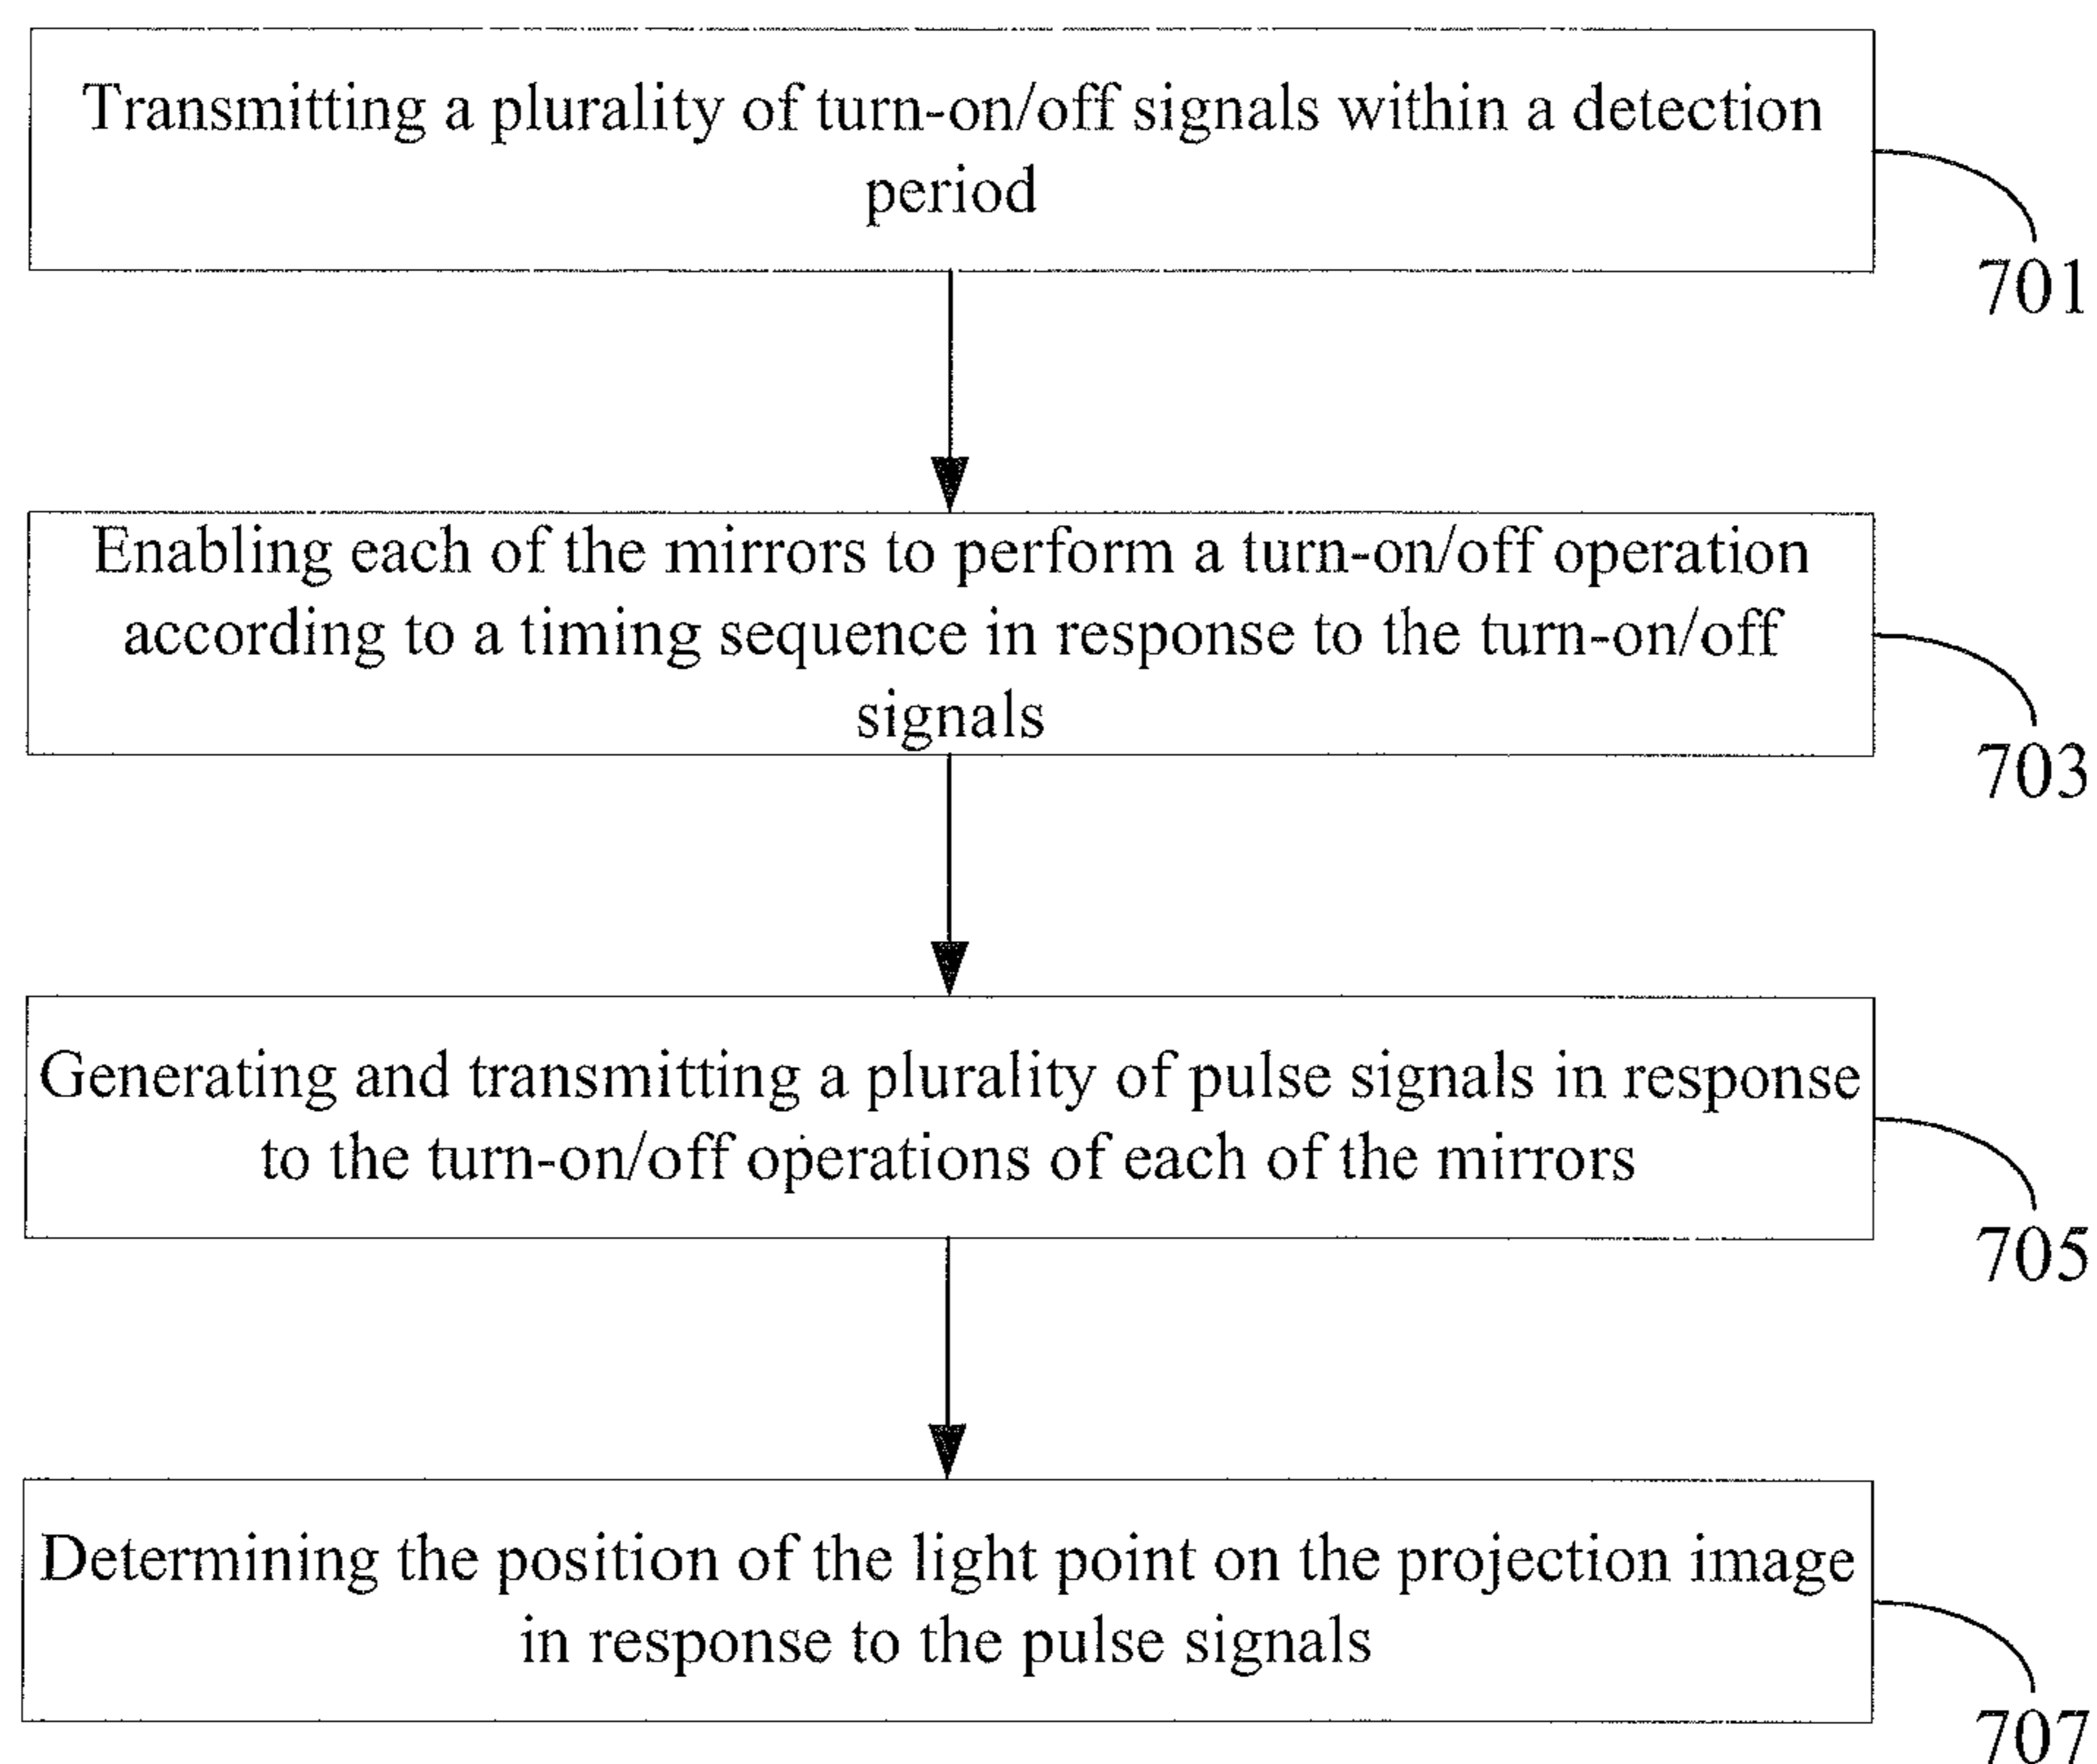 Transmitting a plurality of turn-on/off signals within a detection
period
701
Enabling each of the mirrors to perform a turn-on/off operation
according to a timing sequence in response to the turn-on/off
signals
703
Generating and transmitting a plurality of pulse signals in response
to the turn-on/off operations of each of the mirrors
705
Determining the position of the light point on the projection image
in response to the pulse signals
707